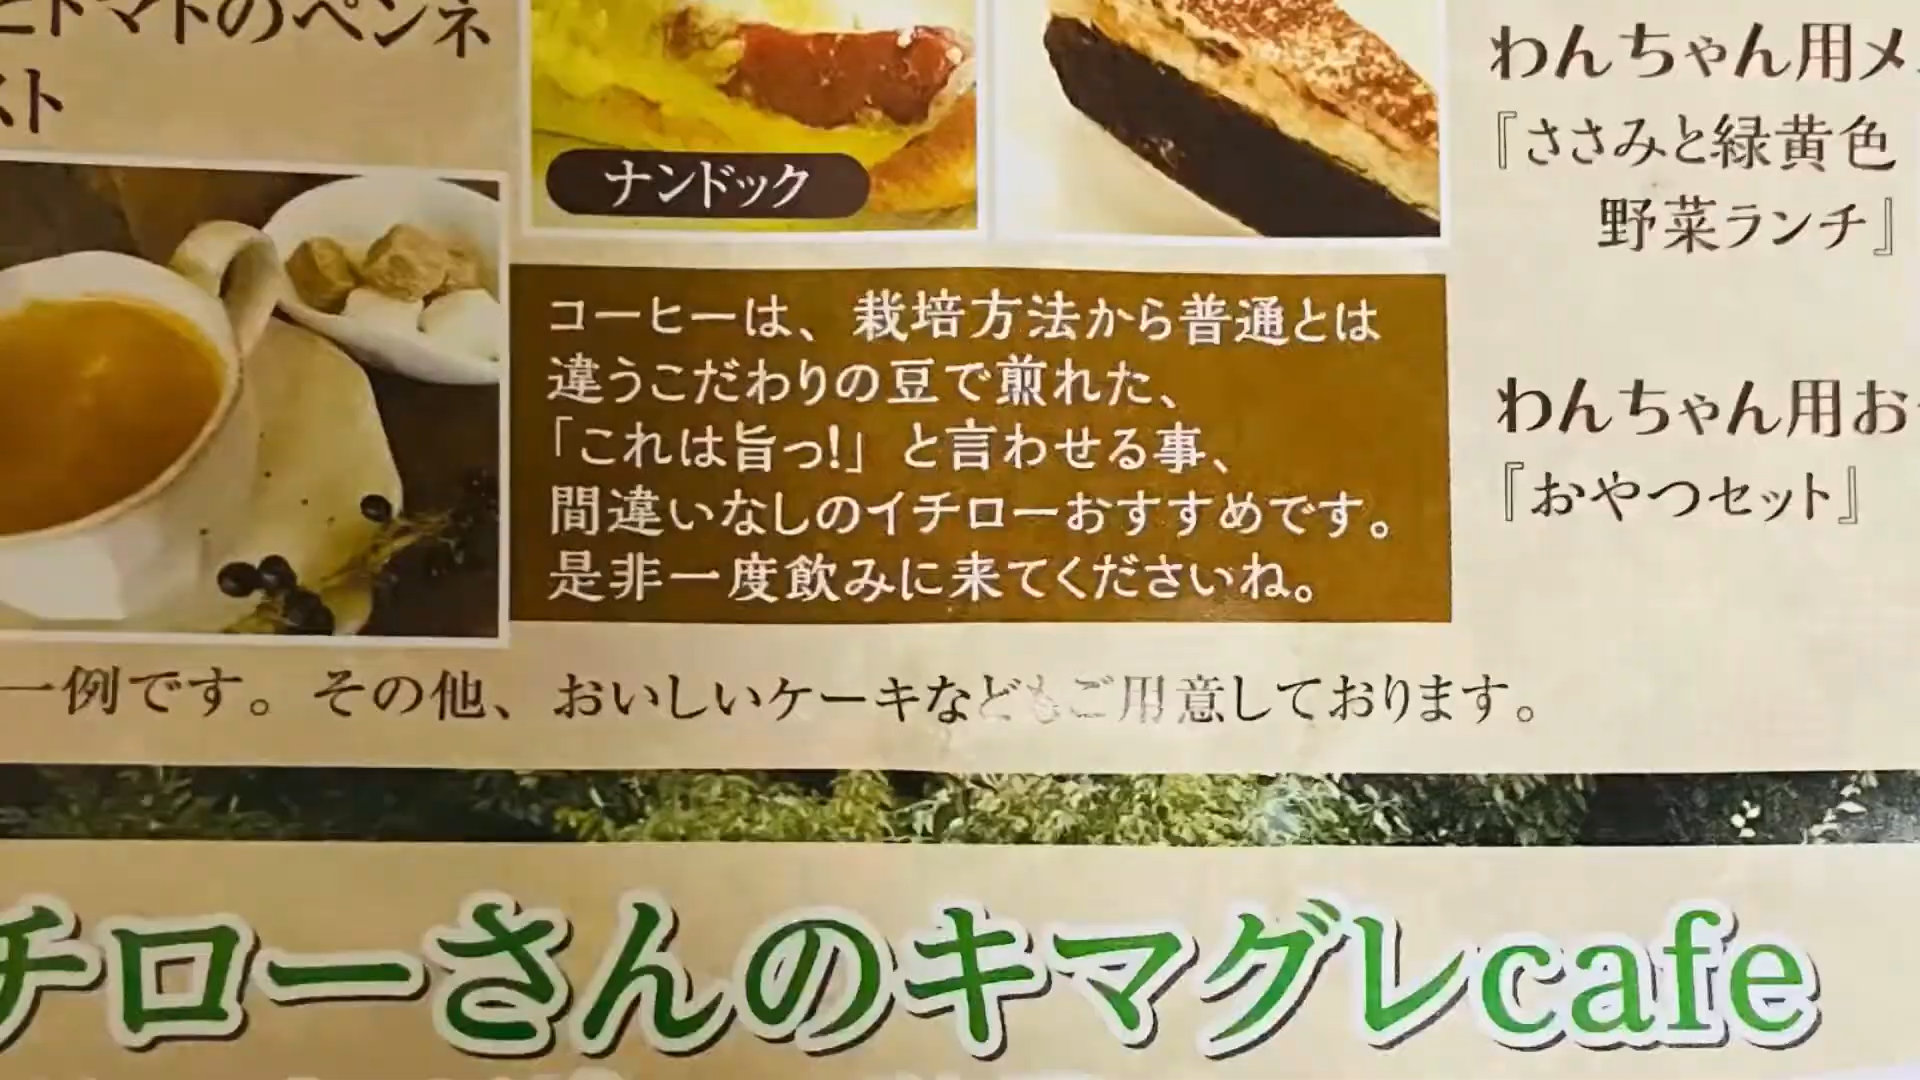 トマトのペンネ
スト
ナンドック
コーヒーは、栽培方法から普通とは
違うこだわりの豆で煎れた、
「これは旨っ!」と言わせる事、
間違いなしのイチローおすすめです。
是非一度飲みに来てくださいね。
わんちゃん用メ
『ささみと緑黄色
野菜ランチ』
わんちゃん用お
『おやつセット』
一例です。その他、おいしいケーキなどもご用意しております。
チローさんのキマグレcafe